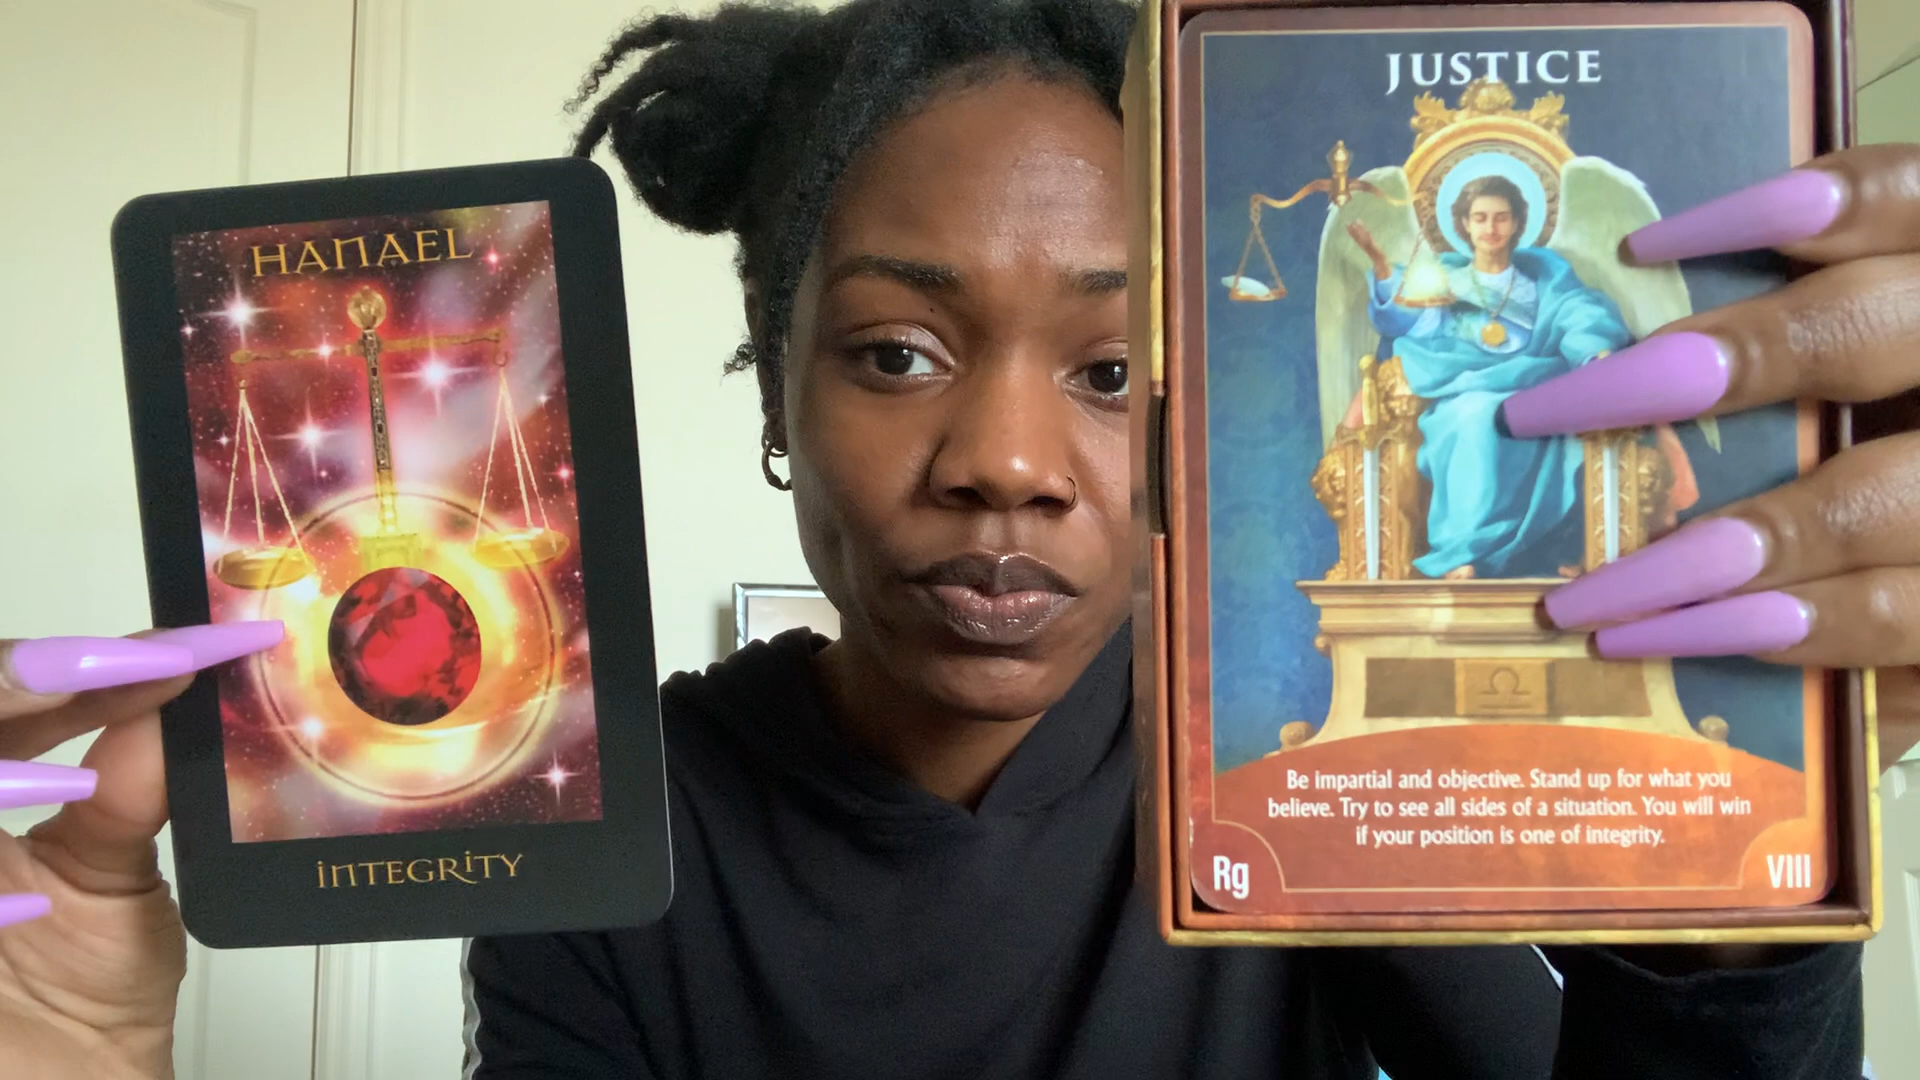 HANAEL
INTEGRITY
JUSTICE
Be impartial and objective. Stand up for what you
believe. Try to see all sides of a situation. You will win
if your position is one of integrity.
Rg
VIII